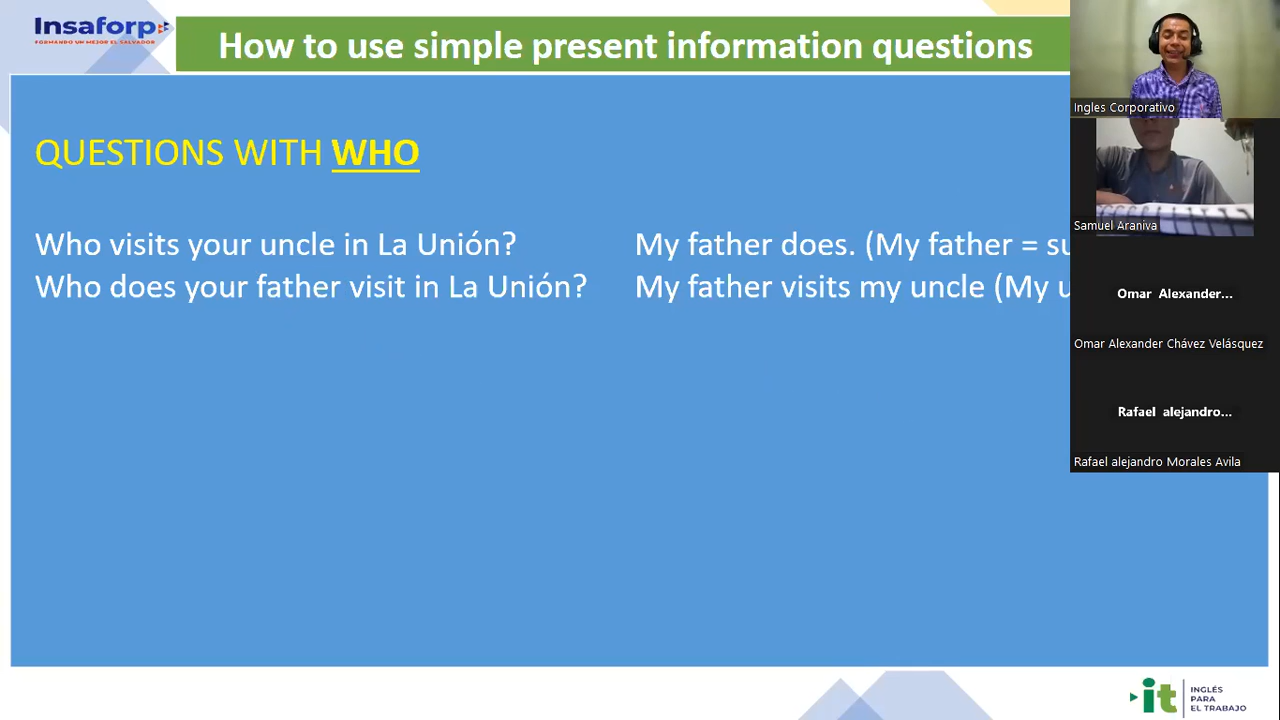 Insaforp
FORMANDO UN MEJOR EL SALVADOR
How to use simple present information questions
QUESTIONS WITH WHO
Who visits your uncle in La Unión? My father does. (My father =
Who does your father visit in La Unión? My father visits my uncle (My
Ingles Corporativo
Samuel Araniva
Omar Alexander...
Omar Alexander Chávez Velásquez
Rafael alejandro...
Rafael alejandro Morales Avila
it
INGLÉS
PARA
EL TRABAJO